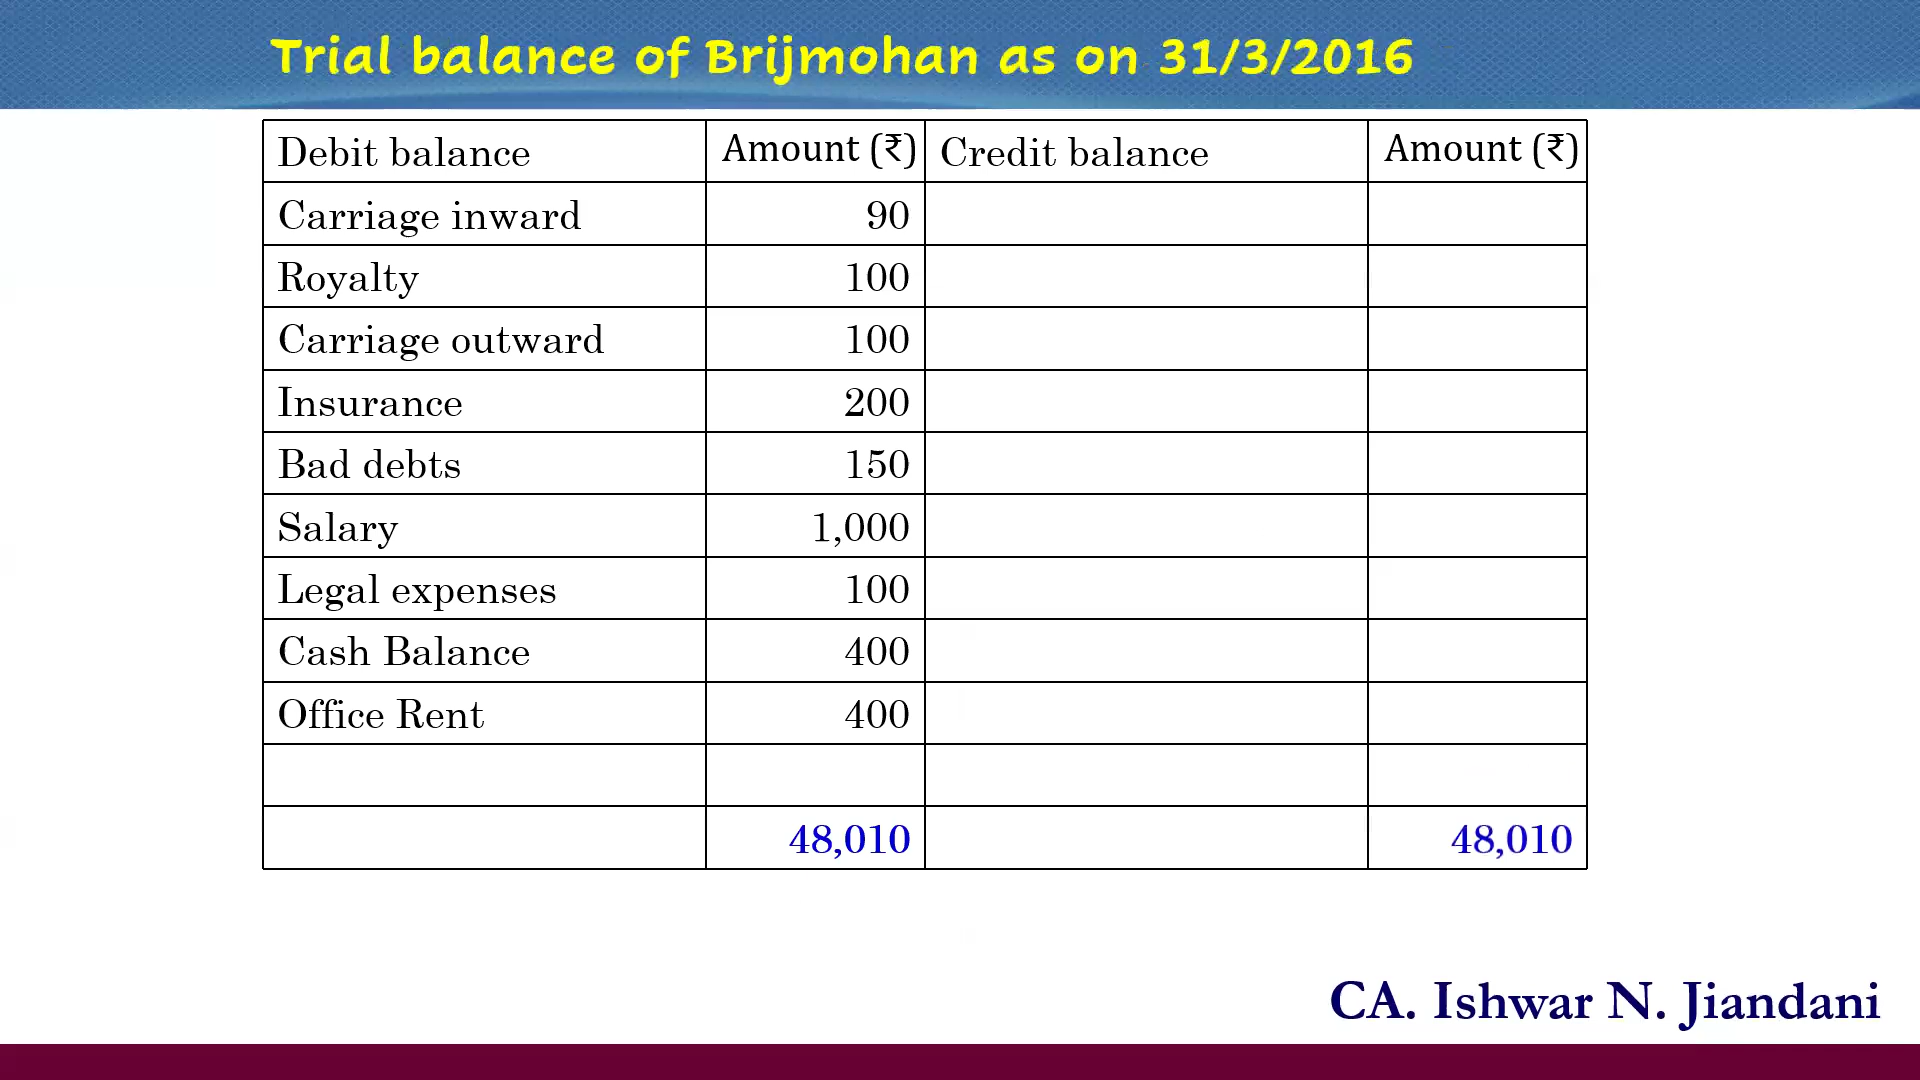 Trial balance of Brijmohan as on 31/3/2016
Debit balance Amount (₹) Credit balance Amount (₹)
Carriage inward 90
Royalty 100
Carriage outward 100
Insurance 200
Bad debts 150
Salary 1,000
Legal expenses 100
Cash Balance 400
Office Rent 400
48,010 48,010
CA. Ishwar N. Jiandani